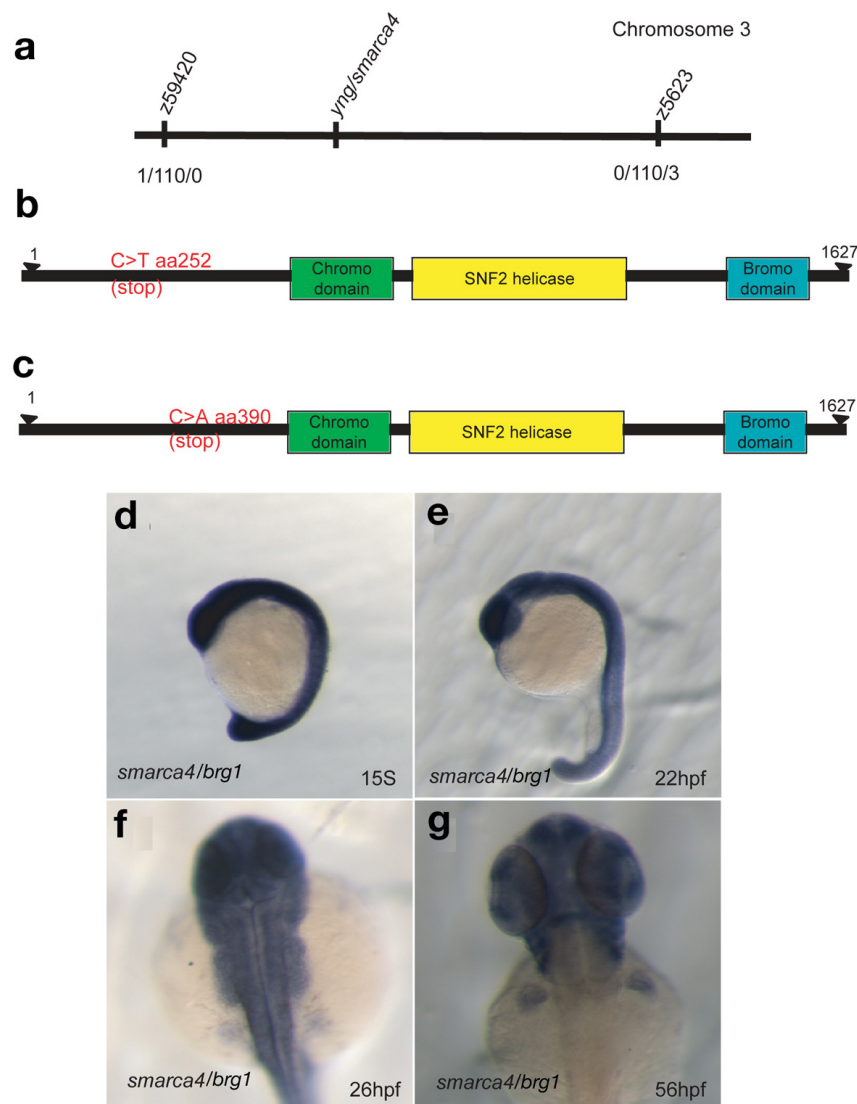 a
Chromosome 3
z59420
yng/smarca4
z5623
1/110/0
0/110/3
b
1
C>T aa252
(stop)
Chromo
domain
SNF2 helicase
Bromo
domain
1627
c
1
C>A aa390
(stop)
Chromo
domain
SNF2 helicase
Bromo
domain
1627
d
smarca4/brg1
15S
e
smarca4/brg1
22hpf
f
smarca4/brg1
26hpf
g
smarca4/brg1
56hpf